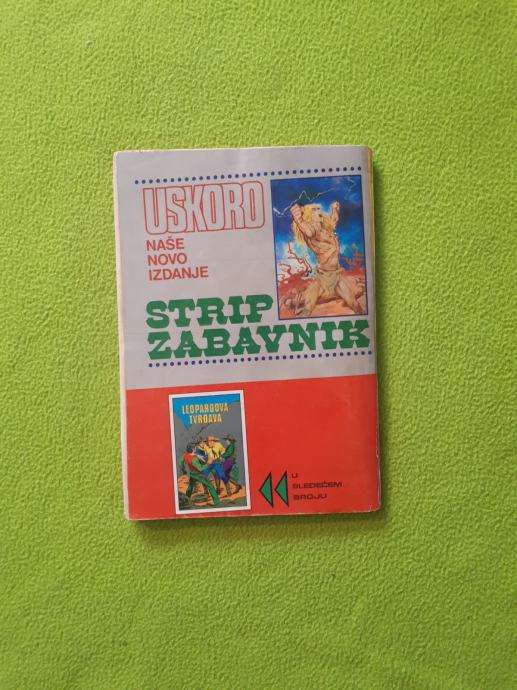 USKORO
NAŠE
NOVO
IZDANJE
STRIP
ZABAVNIK
LEOPARDOVA
TVRĐAVA
U
SLEDEĆEM
BROJU